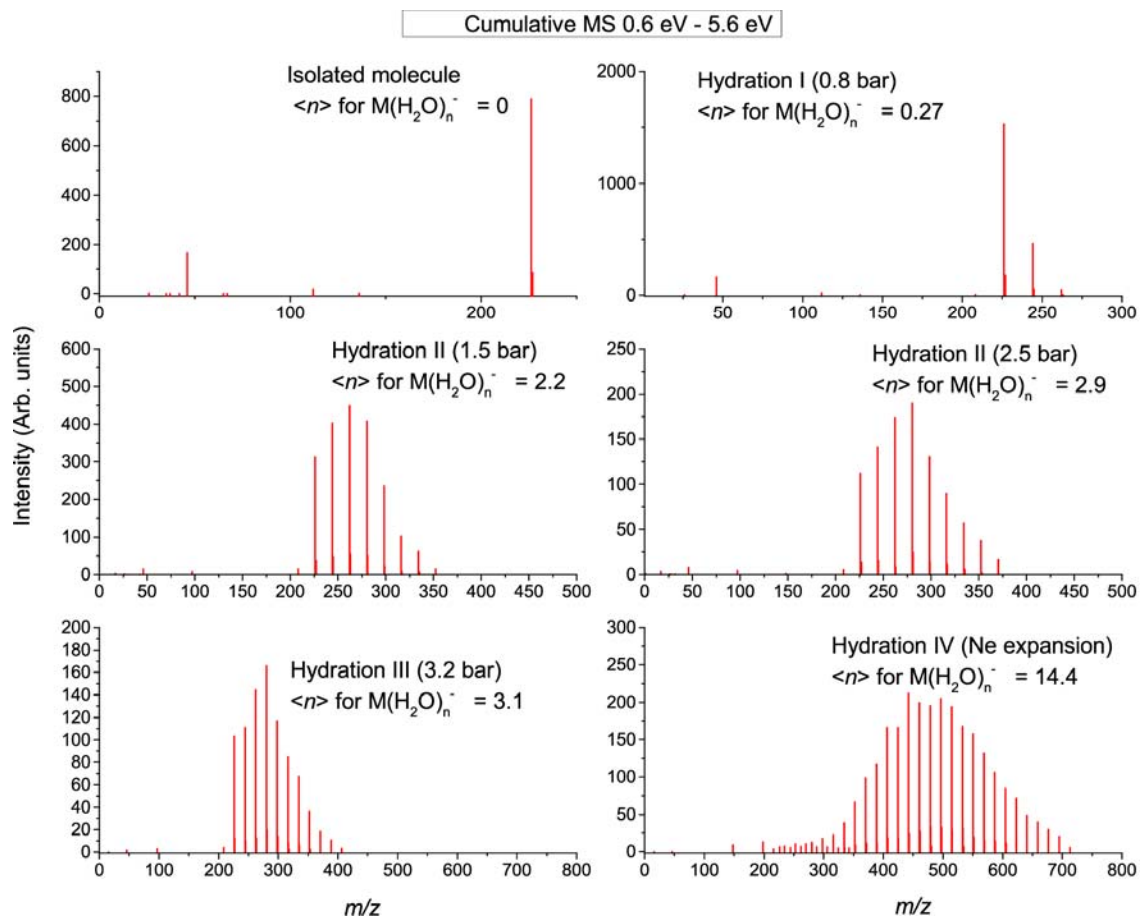 Cumulative MS 0.6 eV - 5.6 eV
Isolated molecule
<n> for M(H₂O)ₙ⁻ = 0
800
600
400
200
0
0 100 200
Hydration I (0.8 bar)
<n> for M(H₂O)ₙ⁻ = 0.27
2000
1000
0
0 50 100 150 200 250 300
Intensity (Arb. units)
Hydration II (1.5 bar)
<n> for M(H₂O)ₙ⁻ = 2.2
600
500
400
300
200
100
0
0 50 100 150 200 250 300 350 400 450 500
Hydration II (2.5 bar)
<n> for M(H₂O)ₙ⁻ = 2.9
250
200
150
100
50
0
0 50 100 150 200 250 300 350 400 450 500
Hydration III (3.2 bar)
<n> for M(H₂O)ₙ⁻ = 3.1
200
180
160
140
120
100
80
60
40
20
0
0 100 200 300 400 500 600 700 800
m/z
Hydration IV (Ne expansion)
<n> for M(H₂O)ₙ⁻ = 14.4
300
250
200
150
100
50
0
0 100 200 300 400 500 600 700 800
m/z